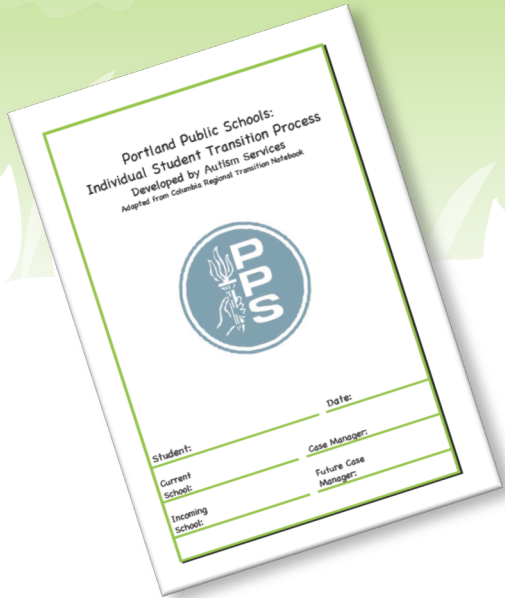 Portland Public Schools:
Individual Student Transition Process
Developed by Autism Services
Adapted from Columbia Regional Transition Notebook
PPS
Date:
Student:
Case Manager:
Current
School:
Future Case
Manager:
Incoming
School: